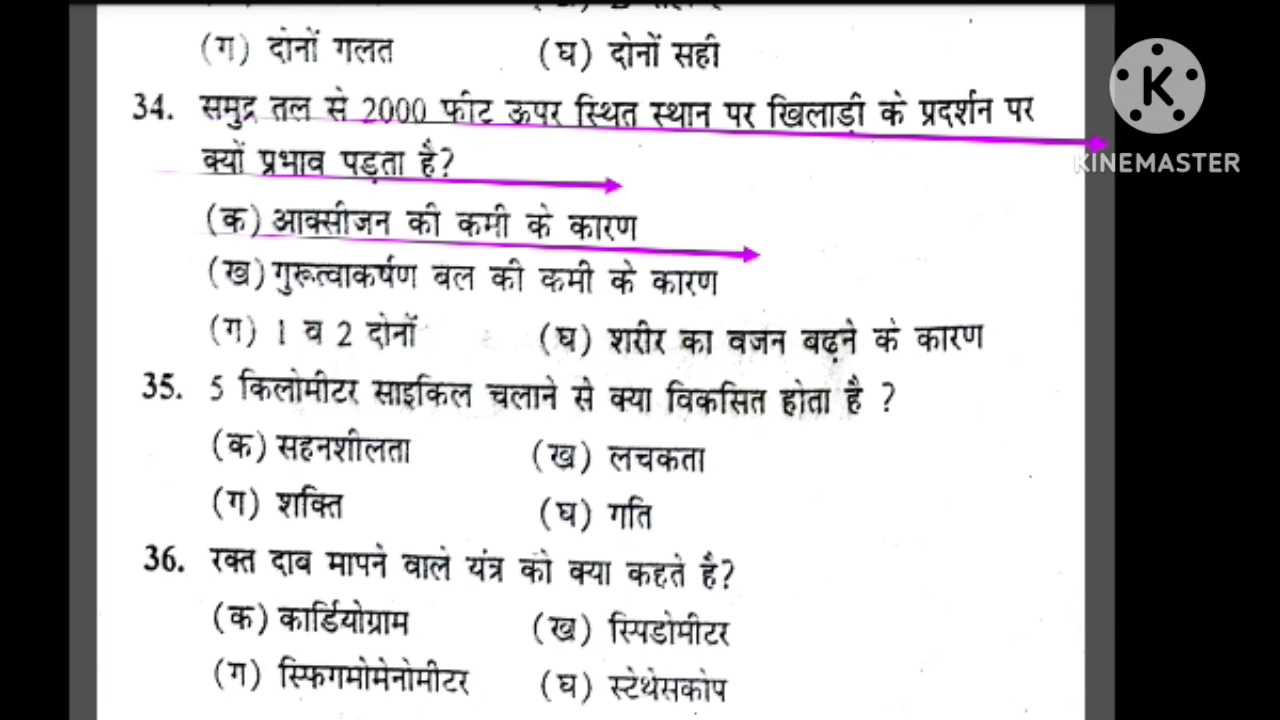 (ग) दोनों गलत (घ) दोनों सही
34. समुद्र तल से 2000 फीट ऊपर स्थित स्थान पर खिलाड़ी के प्रदर्शन पर
क्यों प्रभाव पड़ता है?
(क) आक्सीजन की कमी के कारण
(ख) गुरूत्वाकर्षण बल की कमी के कारण
(ग) 1 व 2 दोनों (घ) शरीर का वजन बढ़ने के कारण
35. 5 किलोमीटर साइकिल चलाने से क्या विकसित होता है ?
(क) सहनशीलता (ख) लचकता
(ग) शक्ति (घ) गति
36. रक्त दाब मापने वाले यंत्र को क्या कहते है?
(क) कार्डियोग्राम (ख) स्पिडोमीटर
(ग) स्फिगमोमेनोमीटर (घ) स्टेथेसकोप
K
KINEMASTER